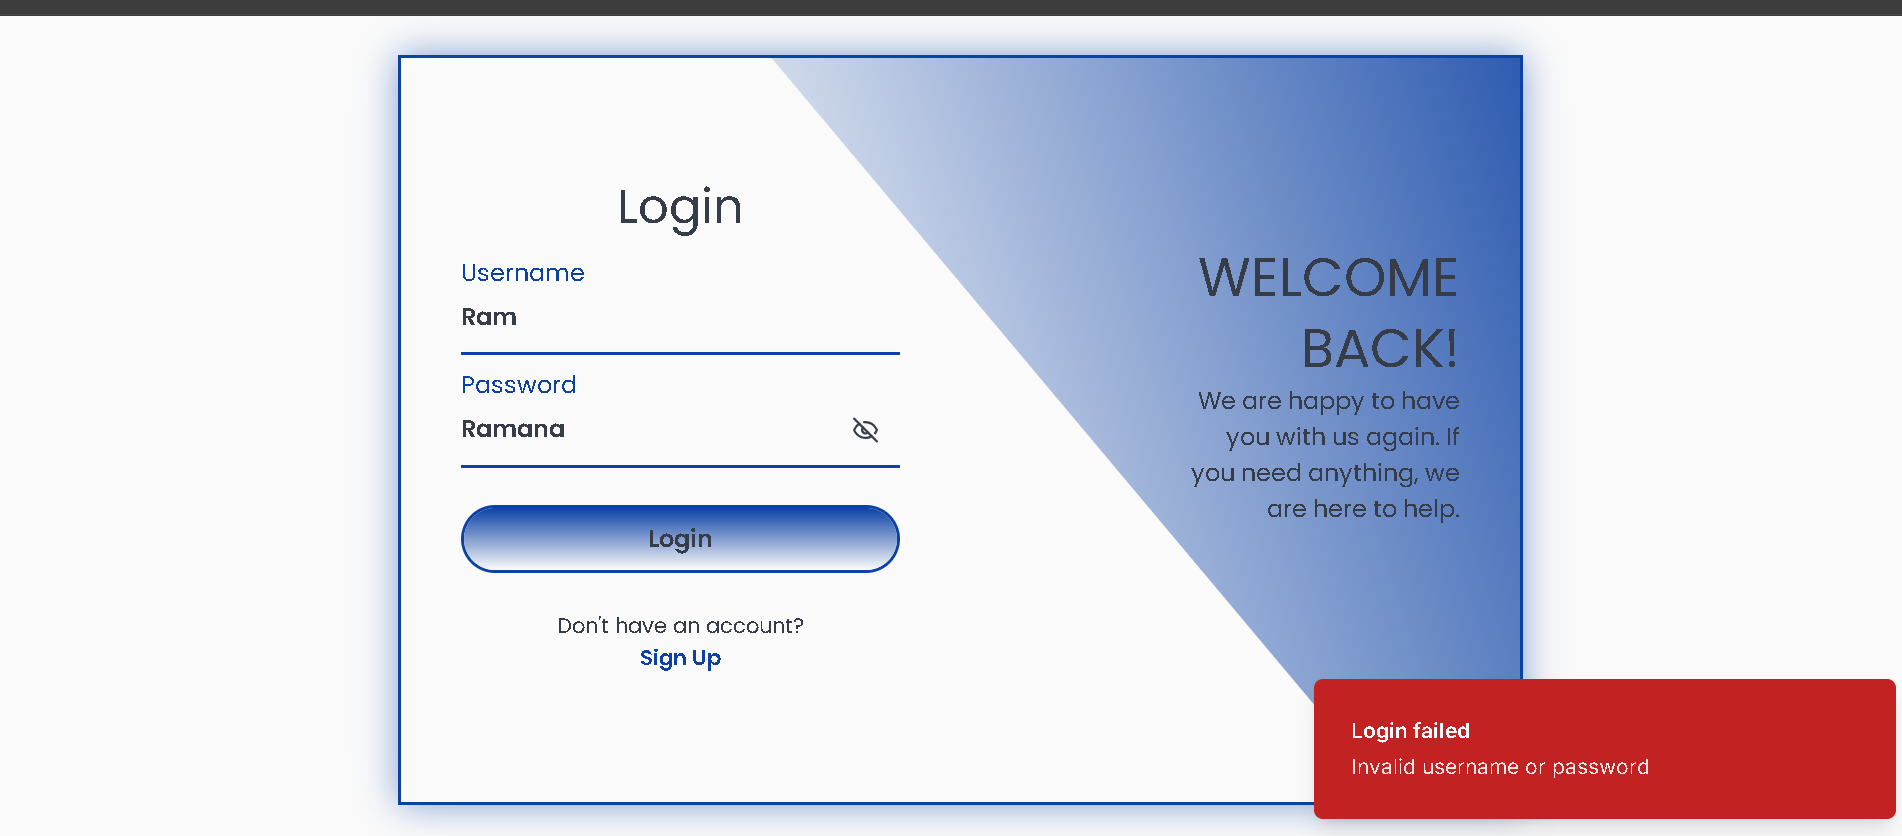 Login
Username
Ram
Password
Ramana
Login
Don't have an account?
Sign Up
WELCOME
BACK!
We are happy to have
you with us again. If
you need anything, we
are here to help.
Login failed
Invalid username or password